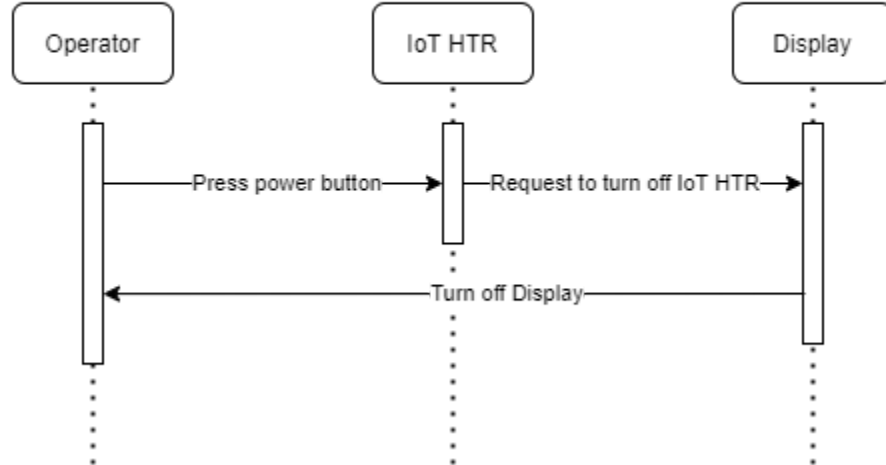 Operator
IoT HTR
Display
Press power button
Request to turn off IoT HTR
Turn off Display